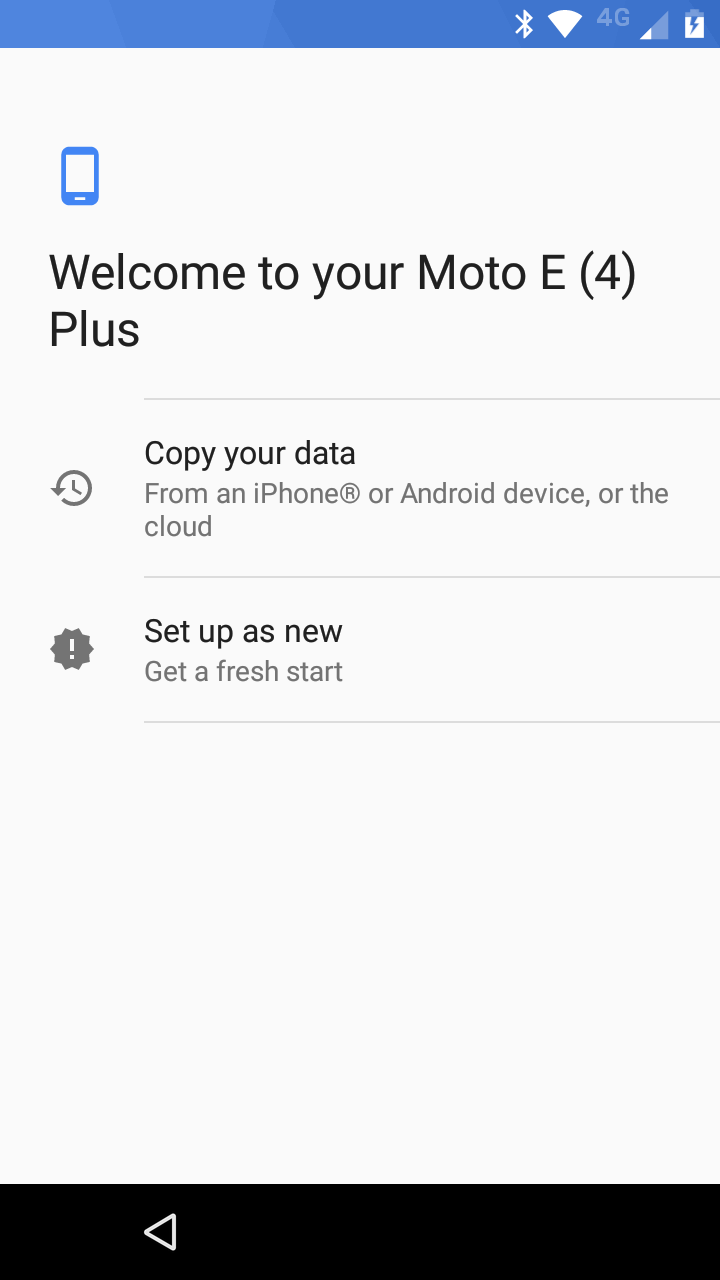 4G
Welcome to your Moto E (4)
Plus
Copy your data
From an iPhone® or Android device, or the
cloud
Set up as new
Get a fresh start